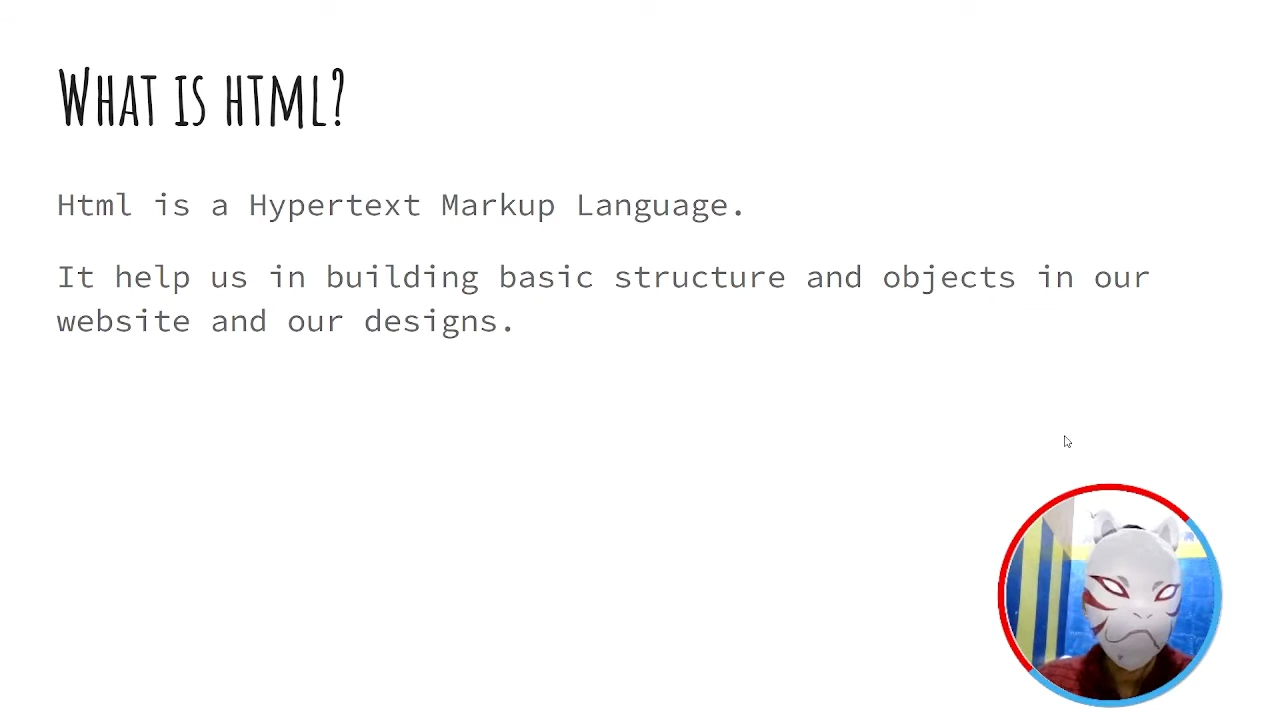 What is html?
Html is a Hypertext Markup Language.
It help us in building basic structure and objects in our
website and our designs.